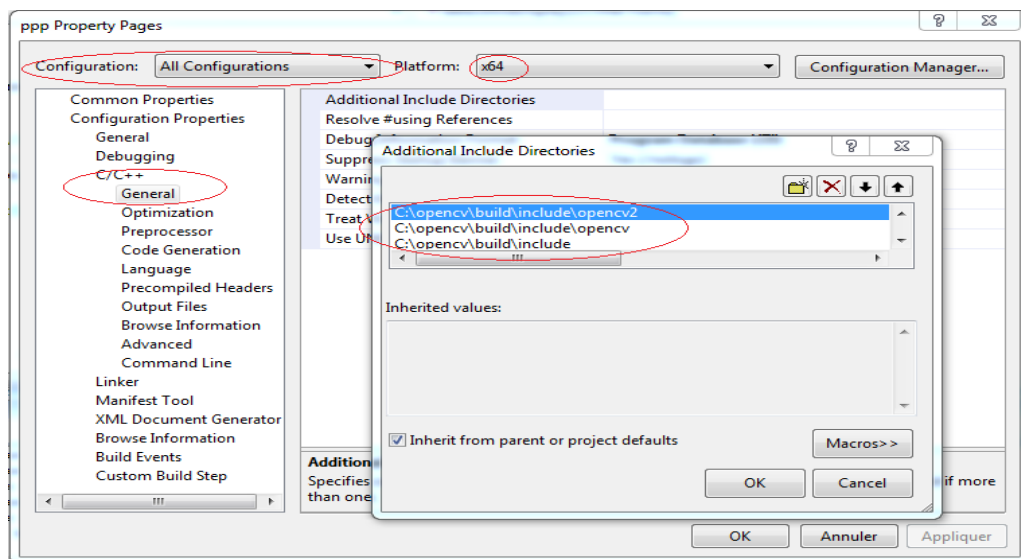 ppp Property Pages
Configuration: All Configurations Platform: x64 Configuration Manager...
Common Properties
Configuration Properties
General
Debugging
C/C++
General
Optimization
Preprocessor
Code Generation
Language
Precompiled Headers
Output Files
Browse Information
Advanced
Command Line
Linker
Manifest Tool
XML Document Generator
Browse Information
Build Events
Custom Build Step
Additional Include Directories
Resolve #using References
Debug
Suppre
Warnin
Detect
Treat
Use
Addition
Specifies if more
than one
Additional Include Directories
C:\opencv\build\include\opencv2
C:\opencv\build\include\opencv
C:\opencv\build\include
Inherited values:
Inherit from parent or project defaults
Macros>>
OK Cancel
OK Annuler Appliquer